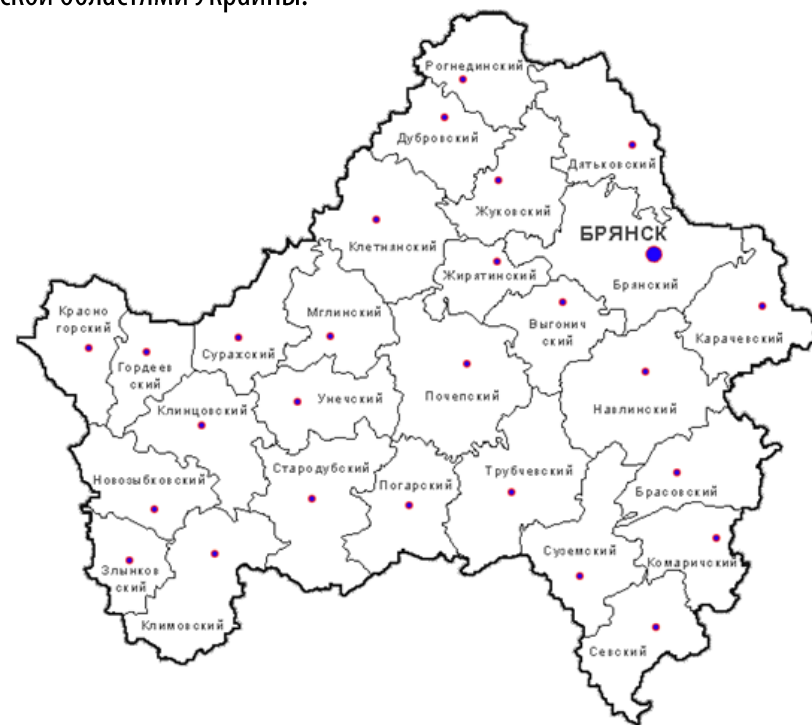 ской областями Украины.
Рогнединский
Дубровский
Дятьковский
Жуковский
Клетнянский
БРЯНСК
Жирятинский
Брянский
Красно
горский
Мглинский
Выгонич
ский
Карачевский
Суражский
Гордеев
ский
Почепский
Унечский
Клинцовский
Навлинский
Стародубский
Трубчевский
Новозыбковский
Погарский
Брасовский
Суземский
Комаричский
Злынков
ский
Климовский
Севский